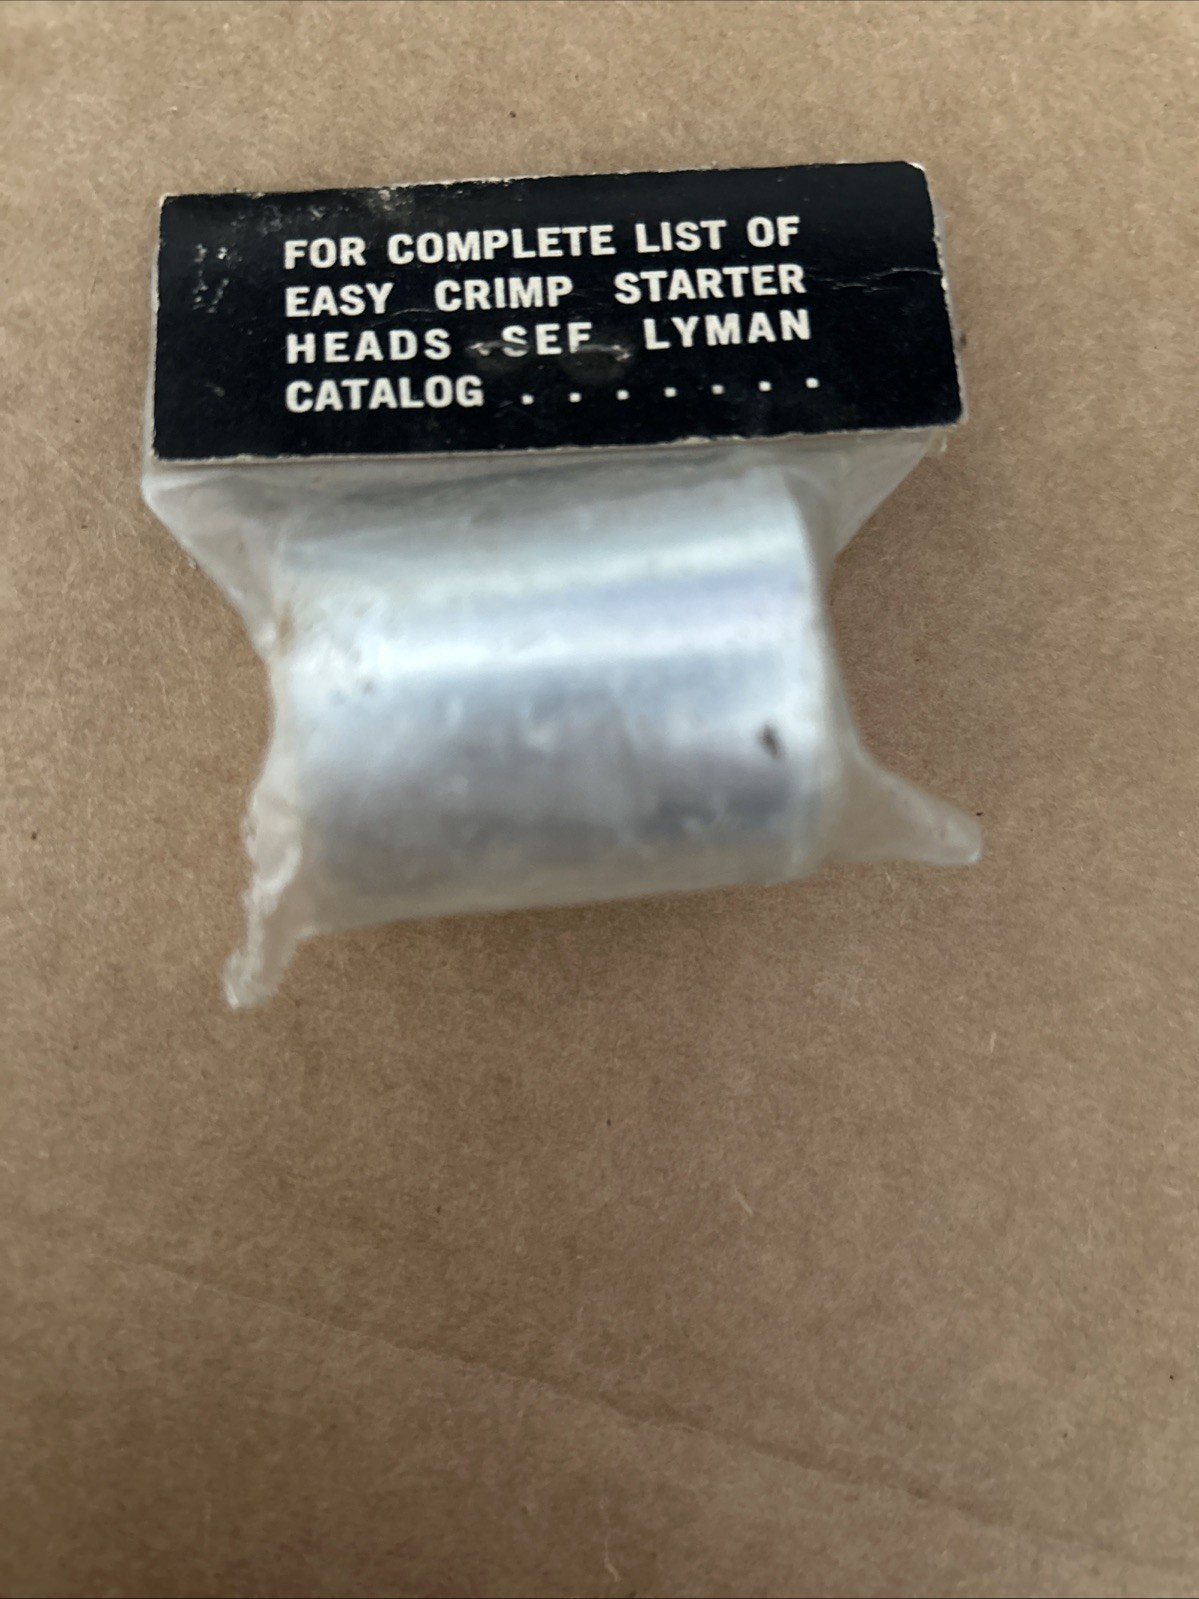 FOR COMPLETE LIST OF
EASY CRIMP STARTER
HEADS SEE LYMAN
CATALOG . . . . . . .